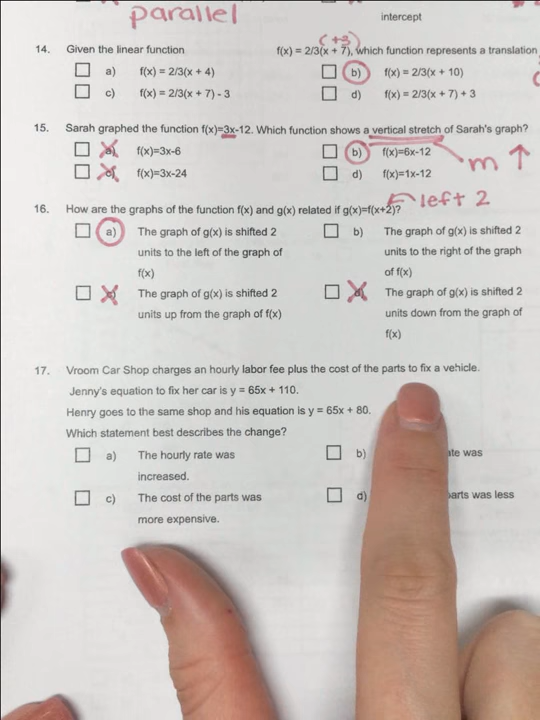 parallel
intercept
14. Given the linear function f(x) = 2/3(x + 7), which function represents a translation
(+3)
a) f(x) = 2/3(x + 4) b) f(x) = 2/3(x + 10)
c) f(x) = 2/3(x + 7) - 3 d) f(x) = 2/3(x + 7) + 3
15. Sarah graphed the function f(x)=3x-12. Which function shows a vertical stretch of Sarah's graph?
a) f(x)=3x-6 b) f(x)=6x-12
m ↑
c) f(x)=3x-24 d) f(x)=1x-12
left 2
16. How are the graphs of the function f(x) and g(x) related if g(x)=f(x+2)?
a) The graph of g(x) is shifted 2
units to the left of the graph of
f(x)
b) The graph of g(x) is shifted 2
units to the right of the graph
of f(x)
c) The graph of g(x) is shifted 2
units up from the graph of f(x)
d) The graph of g(x) is shifted 2
units down from the graph of
f(x)
17. Vroom Car Shop charges an hourly labor fee plus the cost of the parts to fix a vehicle.
Jenny's equation to fix her car is y = 65x + 110.
Henry goes to the same shop and his equation is y = 65x + 80.
Which statement best describes the change?
a) The hourly rate was
increased.
b) was
c) The cost of the parts was
more expensive.
d) parts was less